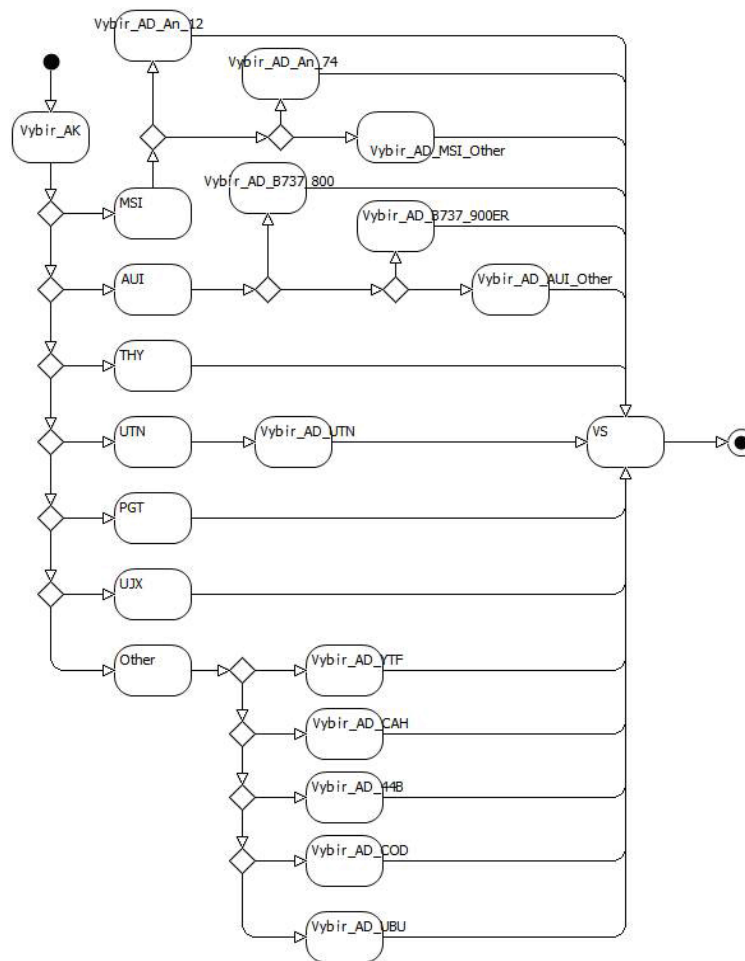 Vybir_AD_An_12
Vybir_AD_An_74
Vybir_AK
Vybir_AD_MSI_Other
Vybir_AD_B737_800
MSI
Vybir_AD_B737_900ER
AUI
Vybir_AD_AUI_Other
THY
UTN
Vybir_AD_UTN
VS
PGT
UJX
Other
Vybir_AD_YTF
Vybir_AD_CAH
Vybir_AD_44B
Vybir_AD_COD
Vybir_AD_UBU